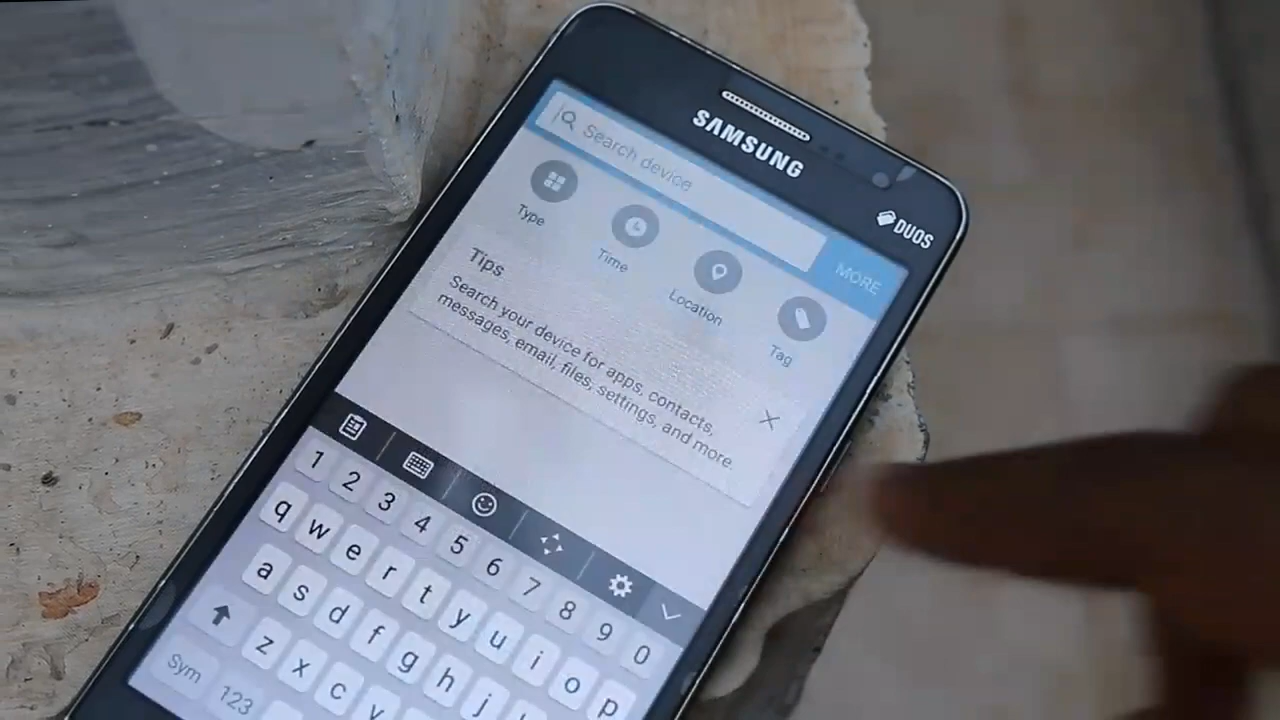 SAMSUNG
DUOS
Search device
MORE
Type
Time
Location
Tag
Tips
Search your device for apps, contacts,
messages, email, files, settings, and more.
1 2 3 4 5 6 7 8 9 0
q w e r t y u i o p
a s d f g h j
z x c v
Sym 123